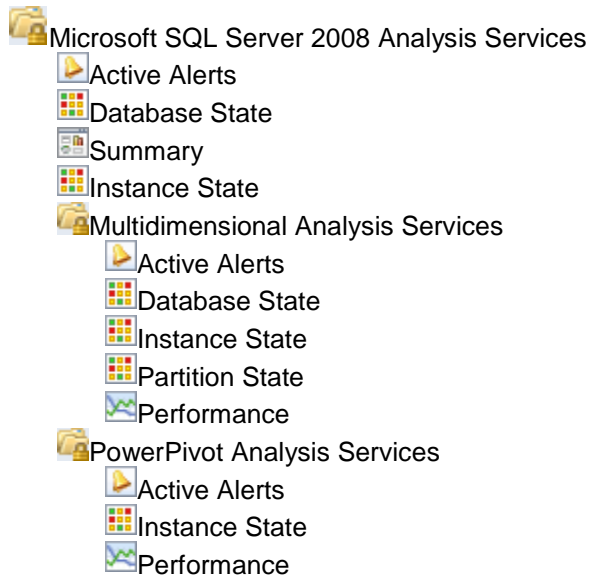 Microsoft SQL Server 2008 Analysis Services
Active Alerts
Database State
Summary
Instance State
Multidimensional Analysis Services
Active Alerts
Database State
Instance State
Partition State
Performance
PowerPivot Analysis Services
Active Alerts
Instance State
Performance